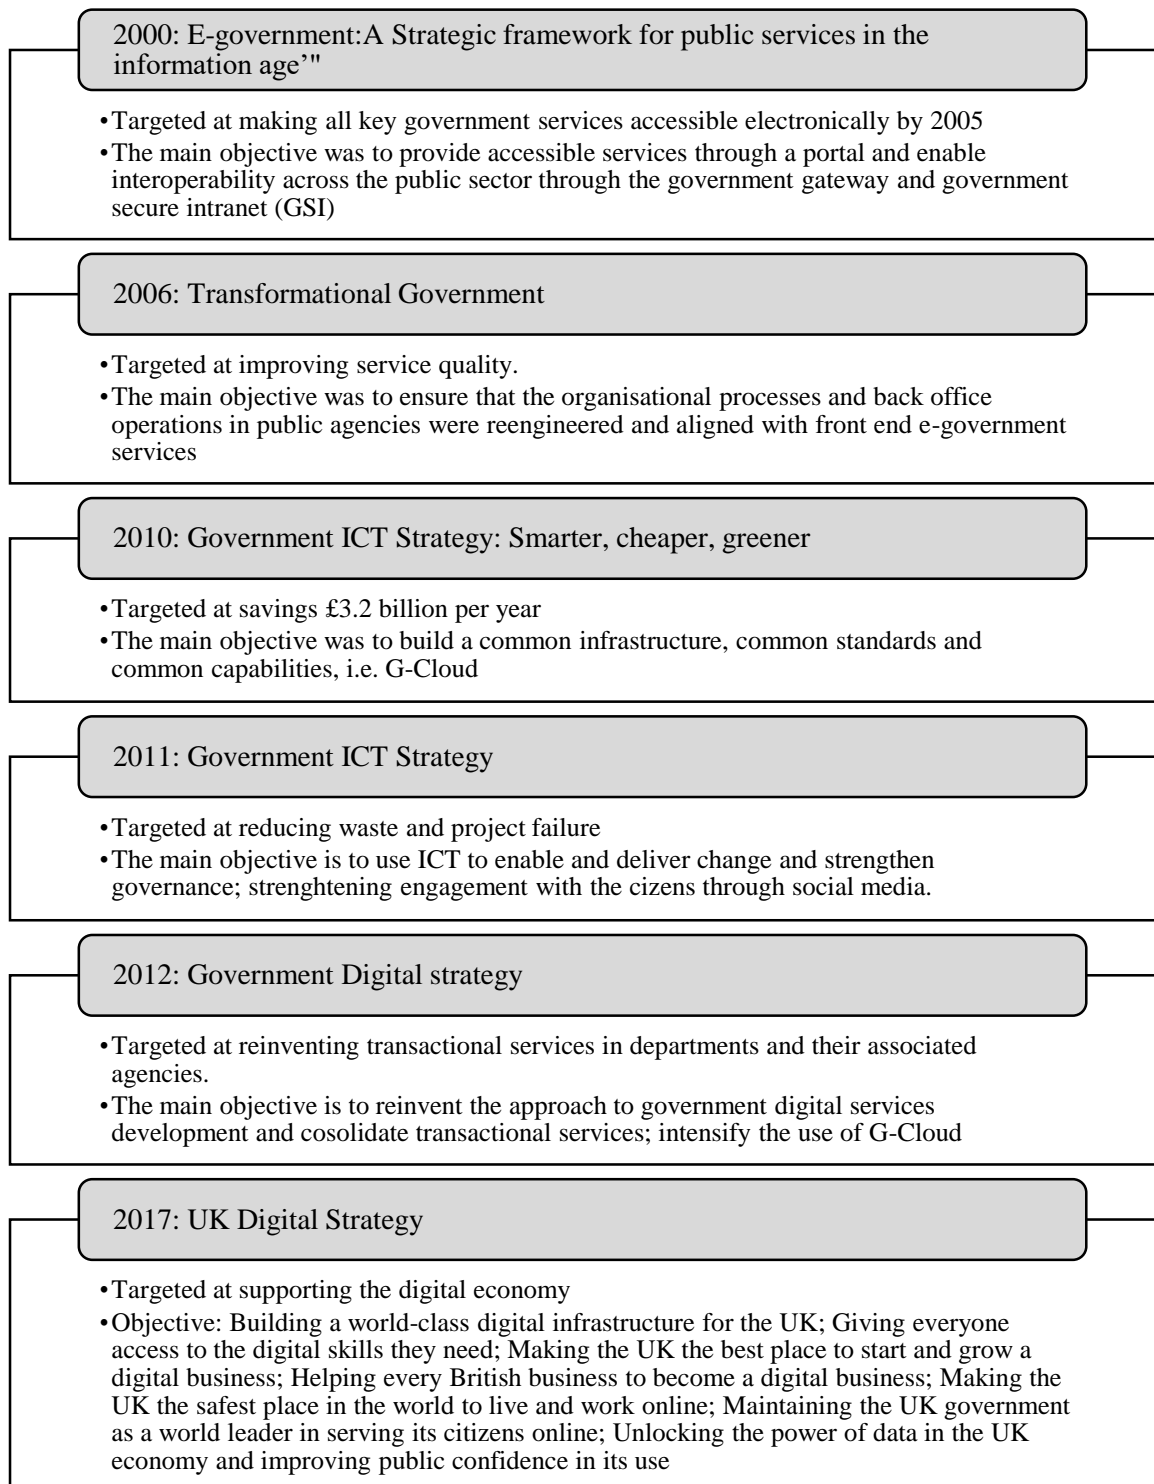 2000: E-government:A Strategic framework for public services in the
information age’"
•Targeted at making all key government services accessible electronically by 2005
•The main objective was to provide accessible services through a portal and enable
interoperability across the public sector through the government gateway and government
secure intranet (GSI)
2006: Transformational Government
•Targeted at improving service quality.
•The main objective was to ensure that the organisational processes and back office
operations in public agencies were reengineered and aligned with front end e-government
services
2010: Government ICT Strategy: Smarter, cheaper, greener
•Targeted at savings £3.2 billion per year
•The main objective was to build a common infrastructure, common standards and
common capabilities, i.e. G-Cloud
2011: Government ICT Strategy
•Targeted at reducing waste and project failure
•The main objective is to use ICT to enable and deliver change and strengthen
governance; strenghtening engagement with the cizens through social media.
2012: Government Digital strategy
•Targeted at reinventing transactional services in departments and their associated
agencies.
•The main objective is to reinvent the approach to government digital services
development and cosolidate transactional services; intensify the use of G-Cloud
2017: UK Digital Strategy
•Targeted at supporting the digital economy
•Objective: Building a world-class digital infrastructure for the UK; Giving everyone
access to the digital skills they need; Making the UK the best place to start and grow a
digital business; Helping every British business to become a digital business; Making the
UK the safest place in the world to live and work online; Maintaining the UK government
as a world leader in serving its citizens online; Unlocking the power of data in the UK
economy and improving public confidence in its use